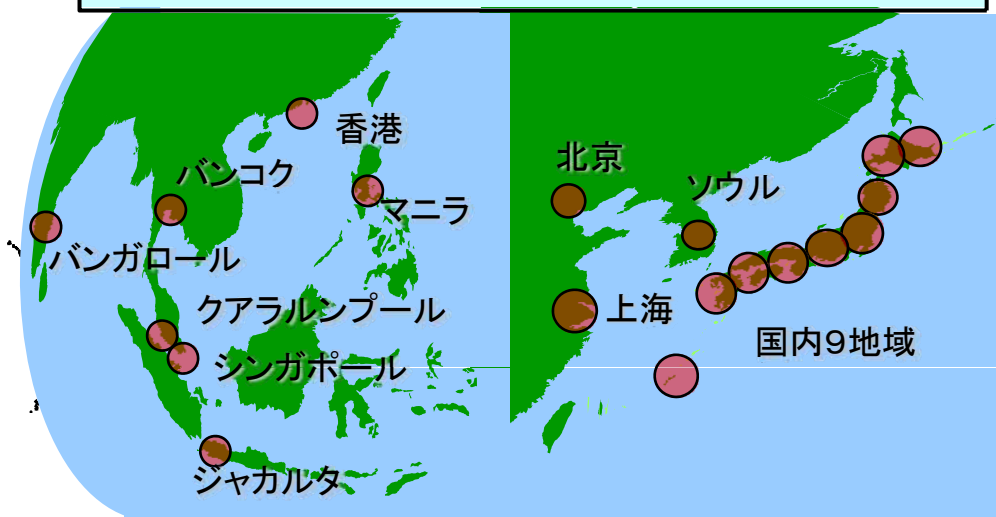 香港
バンコク
マニラ
バンガロール
クアラルンプール
シンガポール
ジャカルタ
北京
ソウル
上海
国内９地域